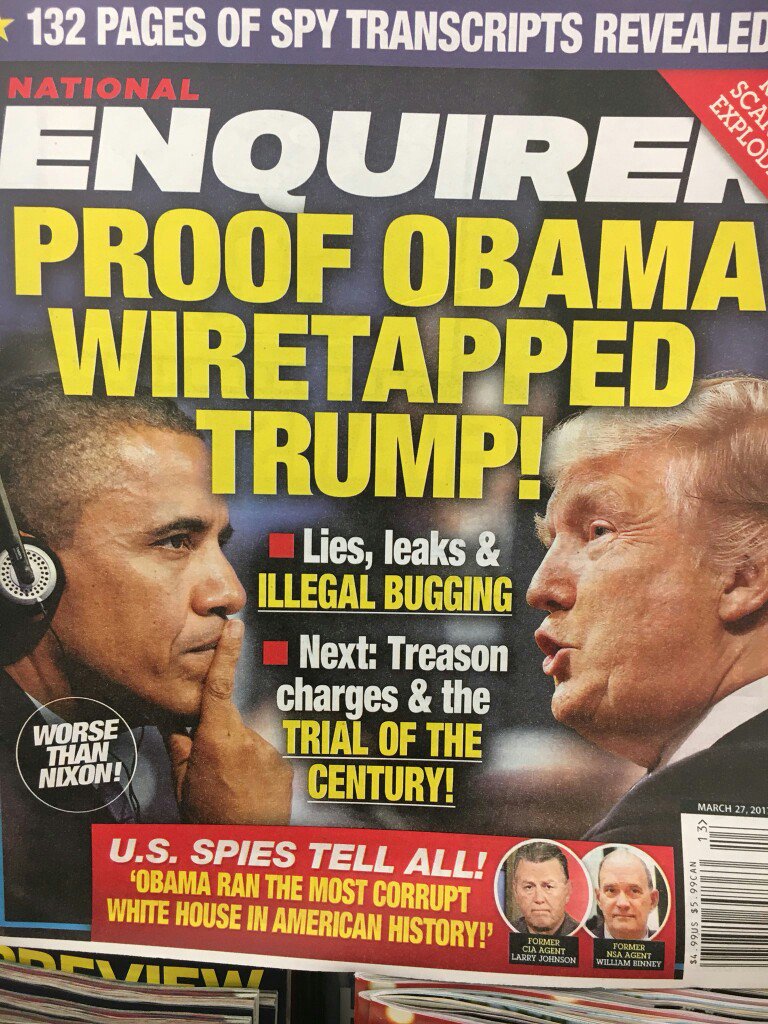 132 PAGES OF SPY TRANSCRIPTS REVEALED
NATIONAL
ENQUIRER
PROOF OBAMA
WIRETAPPED
TRUMP!
Lies, leaks &
ILLEGAL BUGGING
Next: Treason
charges & the
TRIAL OF THE
CENTURY!
WORSE
THAN
NIXON!
U.S. SPIES TELL ALL!
'OBAMA RAN THE MOST CORRUPT
WHITE HOUSE IN AMERICAN HISTORY!'
FORMER
CIA AGENT
LARRY JOHNSON
FORMER
NSA AGENT
WILLIAM BINNEY
MARCH 27, 2017
13>
$4.99US $5.99CAN
PREVIEW